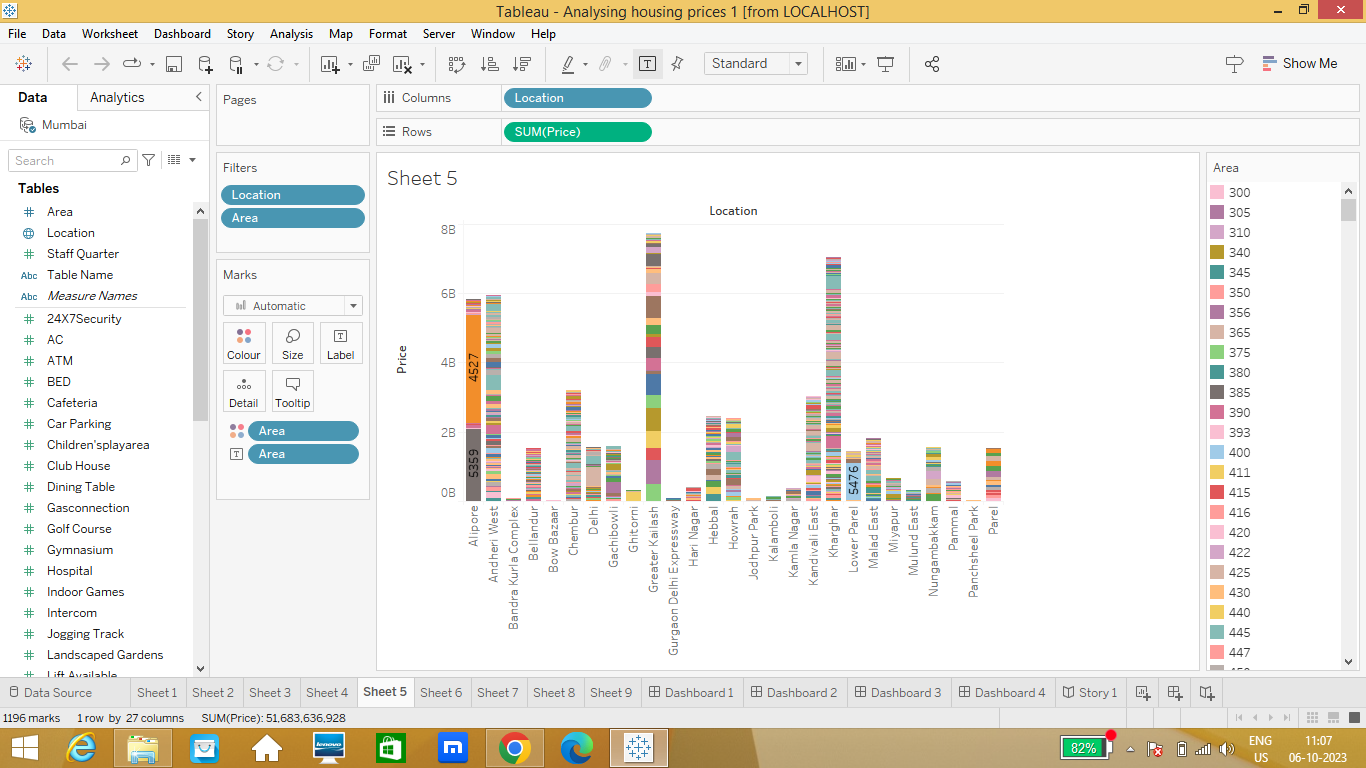 Tableau - Analysing housing prices 1 [from LOCALHOST]
File Data Worksheet Dashboard Story Analysis Map Format Server Window Help
Standard
Show Me
Data Analytics
Mumbai
Search
Tables
Area
Location
Staff Quarter
Abc Table Name
Abc Measure Names
24X7Security
AC
ATM
BED
Cafeteria
Car Parking
Children'splayarea
Club House
Dining Table
Gasconnection
Golf Course
Gymnasium
Hospital
Indoor Games
Intercom
Jogging Track
Landscaped Gardens
Lift Available
Pages
Filters
Location
Area
Marks
Automatic
Colour Size Label
Detail Tooltip
Area
Area
Columns Location
Rows SUM(Price)
Sheet 5
Location
Price
8B
6B
4B
2B
0B
4527
5359
5476
Alipore
Andheri West
Bandra Kurla Complex
Bellandur
Bow Bazaar
Chembur
Delhi
Gachibowli
Ghitorni
Greater Kailash
Gurgaon Delhi Expressway
Hari Nagar
Hebbal
Howrah
Jodhpur Park
Kalamboli
Kamla Nagar
Kandivali East
Kharghar
Lower Parel
Malad East
Miyapur
Mulund East
Nungambakkam
Pammal
Panchsheel Park
Parel
Area
300
305
310
340
345
350
356
365
375
380
385
390
393
400
411
415
416
420
422
425
430
440
445
447
Data Source Sheet 1 Sheet 2 Sheet 3 Sheet 4 Sheet 5 Sheet 6 Sheet 7 Sheet 8 Sheet 9 Dashboard 1 Dashboard 2 Dashboard 3 Dashboard 4 Story 1
1196 marks 1 row by 27 columns SUM(Price): 51,683,636,928
lenovo
82%
ENG
US
11:07
06-10-2023